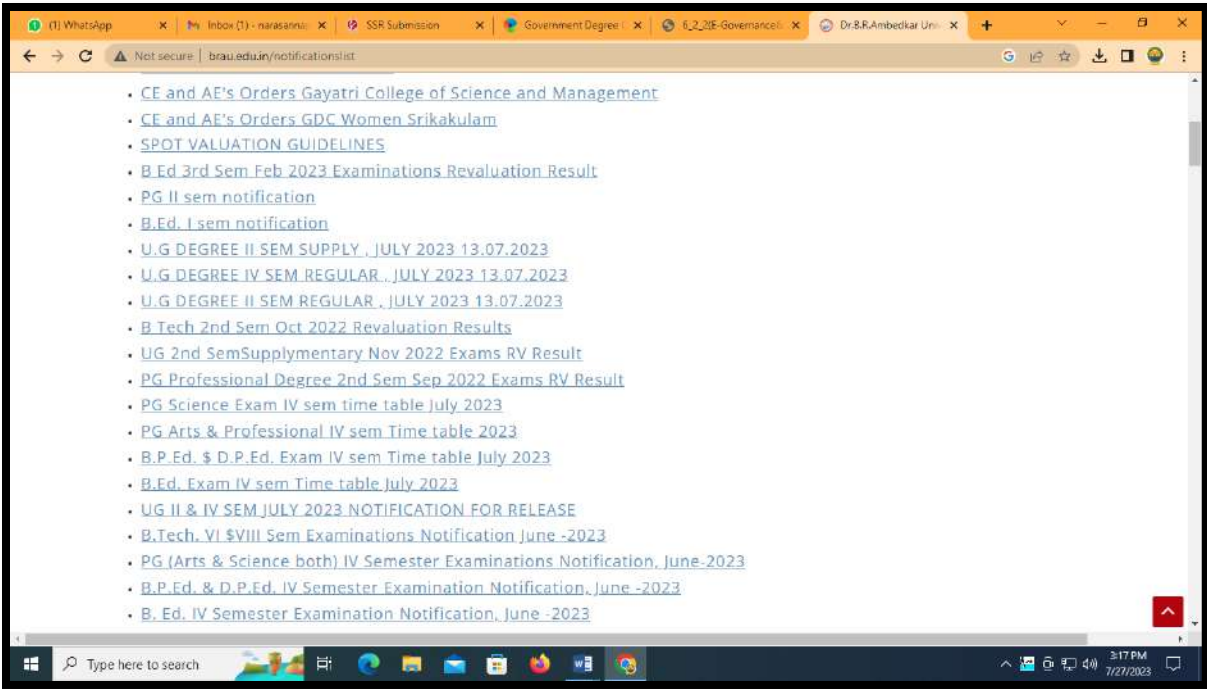 (1) WhatsApp
Inbox (1) - narasanna
SSR Submission
Government Degree
6_2_2(E-Governance)
Dr.B.R.Ambedkar Univ
Not secure | brau.edu.in/notificationslist
CE and AE's Orders Gayatri College of Science and Management
CE and AE's Orders GDC Women Srikakulam
SPOT VALUATION GUIDELINES
B Ed 3rd Sem Feb 2023 Examinations Revaluation Result
PG II sem notification
B.Ed. I sem notification
U.G DEGREE II SEM SUPPLY , JULY 2023 13.07.2023
U.G DEGREE IV SEM REGULAR , JULY 2023 13.07.2023
U.G DEGREE II SEM REGULAR , JULY 2023 13.07.2023
B Tech 2nd Sem Oct 2022 Revaluation Results
UG 2nd SemSupplymentary Nov 2022 Exams RV Result
PG Professional Degree 2nd Sem Sep 2022 Exams RV Result
PG Science Exam IV sem time table July 2023
PG Arts & Professional IV sem Time table 2023
B.P.Ed. $ D.P.Ed. Exam IV sem Time table July 2023
B.Ed. Exam IV sem Time table July 2023
UG II & IV SEM JULY 2023 NOTIFICATION FOR RELEASE
B.Tech. VI $VIII Sem Examinations Notification June -2023
PG (Arts & Science both) IV Semester Examinations Notification, June-2023
B.P.Ed. & D.P.Ed. IV Semester Examination Notification, June -2023
B. Ed. IV Semester Examination Notification, June -2023
Type here to search
3:17 PM
7/27/2023